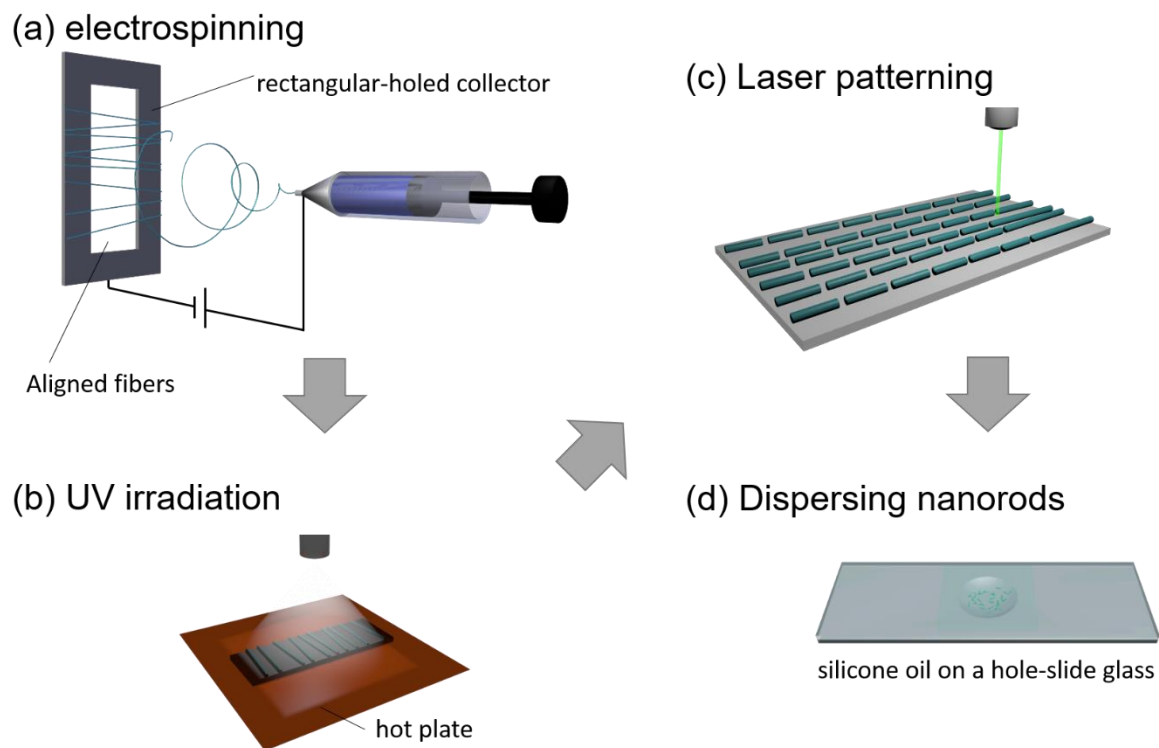 (a) electrospinning
rectangular-holed collector
Aligned fibers
(b) UV irradiation
hot plate
(c) Laser patterning
(d) Dispersing nanorods
silicone oil on a hole-slide glass